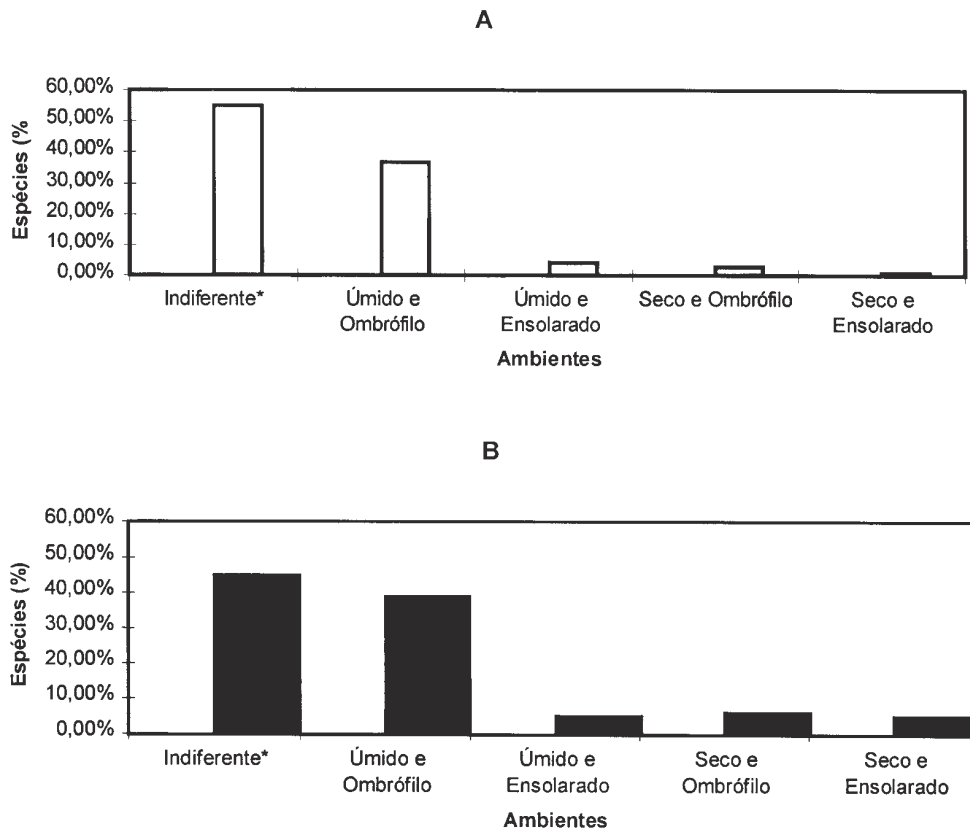 A
60,00%
50,00%
40,00%
30,00%
20,00%
10,00%
0,00%
Espécies (%
Indiferente*
Úmido e
Ombrófilo
Úmido e
Ensolarado
Seco e Ombrófilo
Seco e
Ensolarado
Ambientes
B
60,00%
50,00%
40,00%
30,00%
20,00%
10,00%
0,00%
Espécies (%)
Indiferente*
Úmido e
Ombrófilo
Úmido e
Ensolarado
Seco e
Ombrófilo
Seco e
Ensolarado
Ambientes